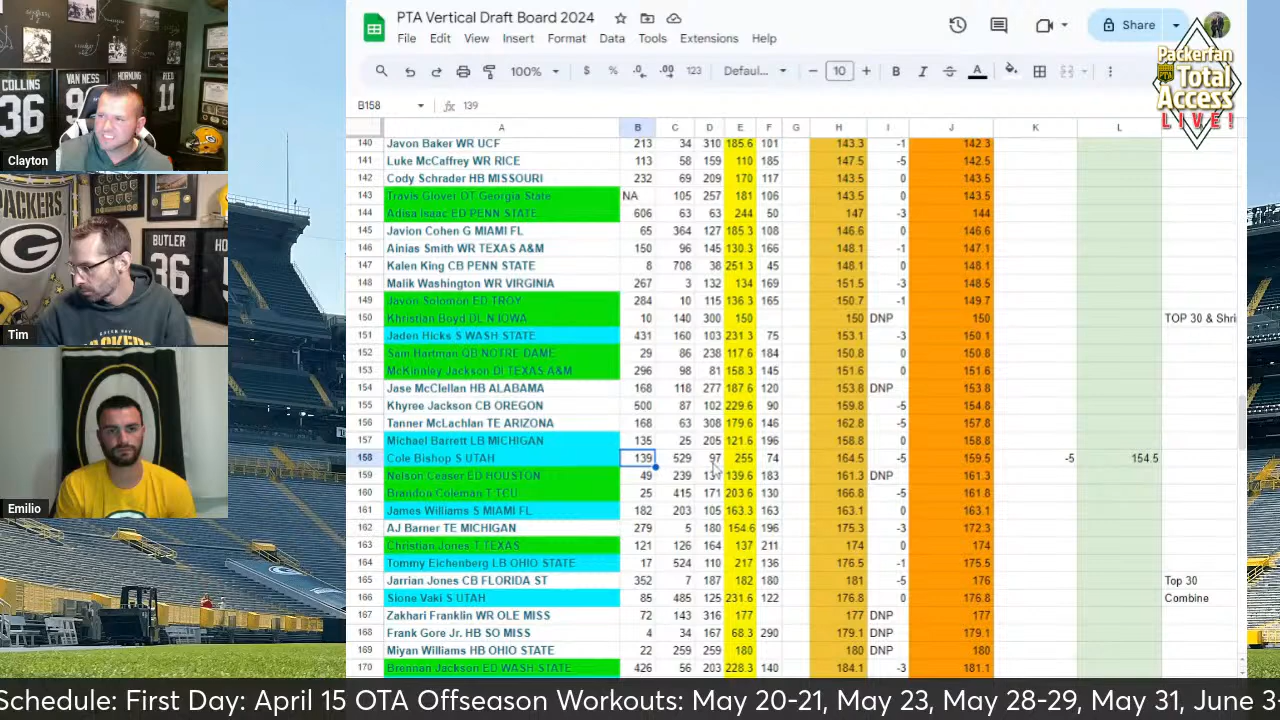 PTA Vertical Draft Board 2024
File Edit View Insert Format Data Tools Extensions Help
Share
100% $ % .0 .00 123 Defaul... 10 B I A
B158 fx 139
A B C D E F G H I J K L
140 Javon Baker WR UCF 213 34 310 185.6 101 143.3 -1 142.3
141 Luke McCaffrey WR RICE 113 58 159 110 185 147.5 -5 142.5
142 Cody Schrader HB MISSOURI 232 69 209 170 117 143.5 0 143.5
143 Travis Glover DT Georgia State NA 105 257 181 106 143.5 0 143.5
144 Adisa Isaac ED PENN STATE 606 63 63 244 50 147 -3 144
145 Javion Cohen G MIAMI FL 65 364 127 185.3 108 146.6 0 146.6
146 Ainias Smith WR TEXAS A&M 150 96 145 130.3 166 148.1 -1 147.1
147 Kalen King CB PENN STATE 8 708 38 251.3 45 148.1 0 148.1
148 Malik Washington WR VIRGINIA 267 3 132 134 169 151.5 -3 148.5
149 Javon Solomon ED TROY 284 10 115 136.3 165 150.7 -1 149.7
150 Khristian Boyd DL N IOWA 10 140 300 150 150 DNP 150 TOP 30 & Shri
151 Jaden Hicks S WASH STATE 431 160 103 231.3 75 153.1 -3 150.1
152 Sam Hartman QB NOTRE DAME 29 86 238 117.6 184 150.8 0 150.8
153 McKinnley Jackson DI TEXAS A&M 296 98 81 158.3 145 151.6 0 151.6
154 Jase McClellan HB ALABAMA 168 118 277 187.6 120 153.8 DNP 153.8
155 Khyree Jackson CB OREGON 500 87 102 229.6 90 159.8 -5 154.8
156 Tanner McLachlan TE ARIZONA 168 63 308 179.6 146 162.8 -5 157.8
157 Michael Barrett LB MICHIGAN 135 25 205 121.6 196 158.8 0 158.8
158 Cole Bishop S UTAH 139 529 97 255 74 164.5 -5 159.5 -5 154.5
159 Nelson Ceaser ED HOUSTON 49 239 139.6 183 161.3 DNP 161.3
160 Brandon Coleman T TCU 25 415 171 203.6 130 166.8 -5 161.8
161 James Williams S MIAMI FL 182 203 105 163.3 163 163.1 0 163.1
162 AJ Barner TE MICHIGAN 279 5 180 154.6 196 175.3 -3 172.3
163 Christian Jones T TEXAS 121 126 164 137 211 174 0 174
164 Tommy Eichenberg LB OHIO STATE 17 524 110 217 136 176.5 -1 175.5
165 Jarrian Jones CB FLORIDA ST 352 7 187 182 180 181 -5 176 Top 30
166 Sione Vaki S UTAH 85 485 125 231.6 122 176.8 0 176.8 Combine
167 Zakhari Franklin WR OLE MISS 72 143 316 177 177 DNP 177
168 Frank Gore Jr. HB SO MISS 4 34 167 68.3 290 179.1 DNP 179.1
169 Miyan Williams HB OHIO STATE 22 259 259 180 180 DNP 180
170 Brennan Jackson ED WASH STATE 426 56 203 228.3 140 184.1 -3 181.1
Packerfan
Total
Access
LIVE!
COLLINS 36
VAN NESS 9
HORNUNG
REED 11
Clayton
PACKERS
G
BUTLER 36
Tim
Emilio
Schedule: First Day: April 15 OTA Offseason Workouts: May 20-21, May 23, May 28-29, May 31, June 3